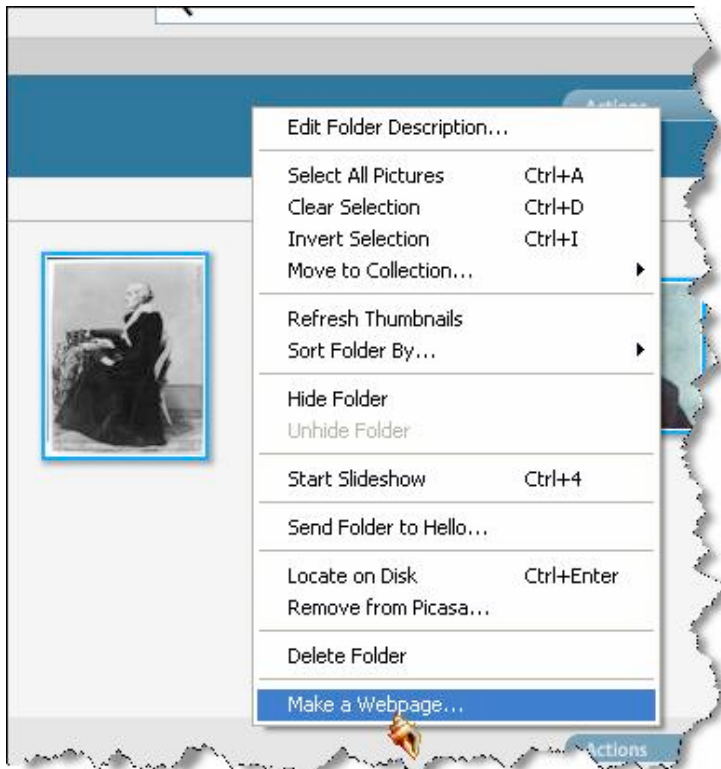 Actions
Edit Folder Description...
Select All Pictures Ctrl+A
Clear Selection Ctrl+D
Invert Selection Ctrl+I
Move to Collection...
Refresh Thumbnails
Sort Folder By...
Hide Folder
Unhide Folder
Start Slideshow Ctrl+4
Send Folder to Hello...
Locate on Disk Ctrl+Enter
Remove from Picasa...
Delete Folder
Make a Webpage...
Actions